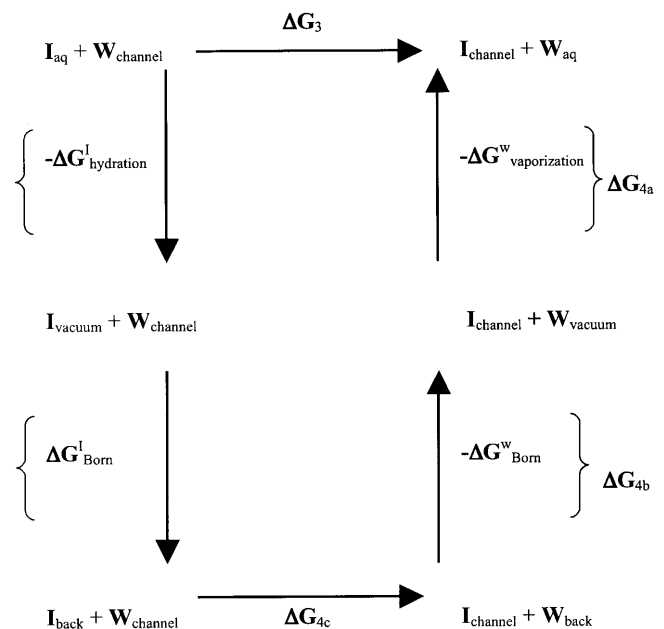 ΔG3
Iaq + Wchannel Ichannel + Waq
-ΔGIhydration -ΔGwvaporization ΔG4a
Ivacuum + Wchannel Ichannel + Wvacuum
ΔGIBorn -ΔGwBorn ΔG4b
Iback + Wchannel ΔG4c Ichannel + Wback